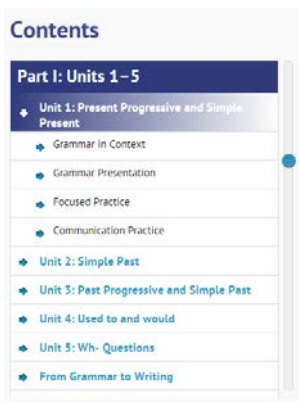 Contents
Part I: Units 1–5
Unit 1: Present Progressive and Simple
Present
Grammar in Context
Grammar Presentation
Focused Practice
Communication Practice
Unit 2: Simple Past
Unit 3: Past Progressive and Simple Past
Unit 4: Used to and would
Unit 5: Wh- Questions
From Grammar to Writing